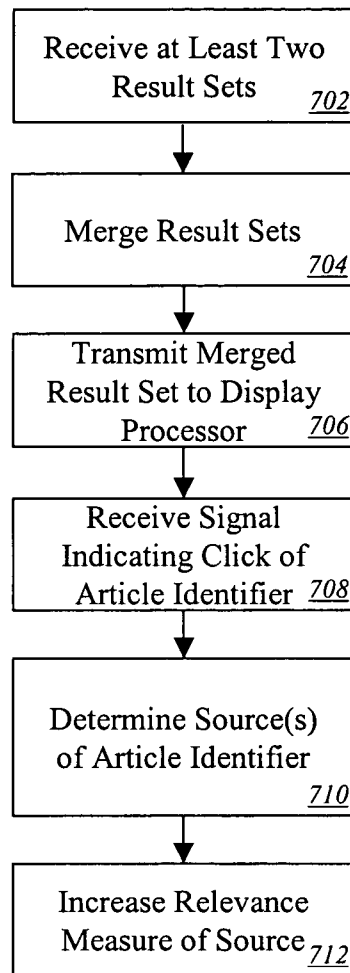 Receive at Least Two
Result Sets
702
Merge Result Sets
704
Transmit Merged
Result Set to Display
Processor
706
Receive Signal
Indicating Click of
Article Identifier 708
Determine Source(s)
of Article Identifier
710
Increase Relevance
Measure of Source 712